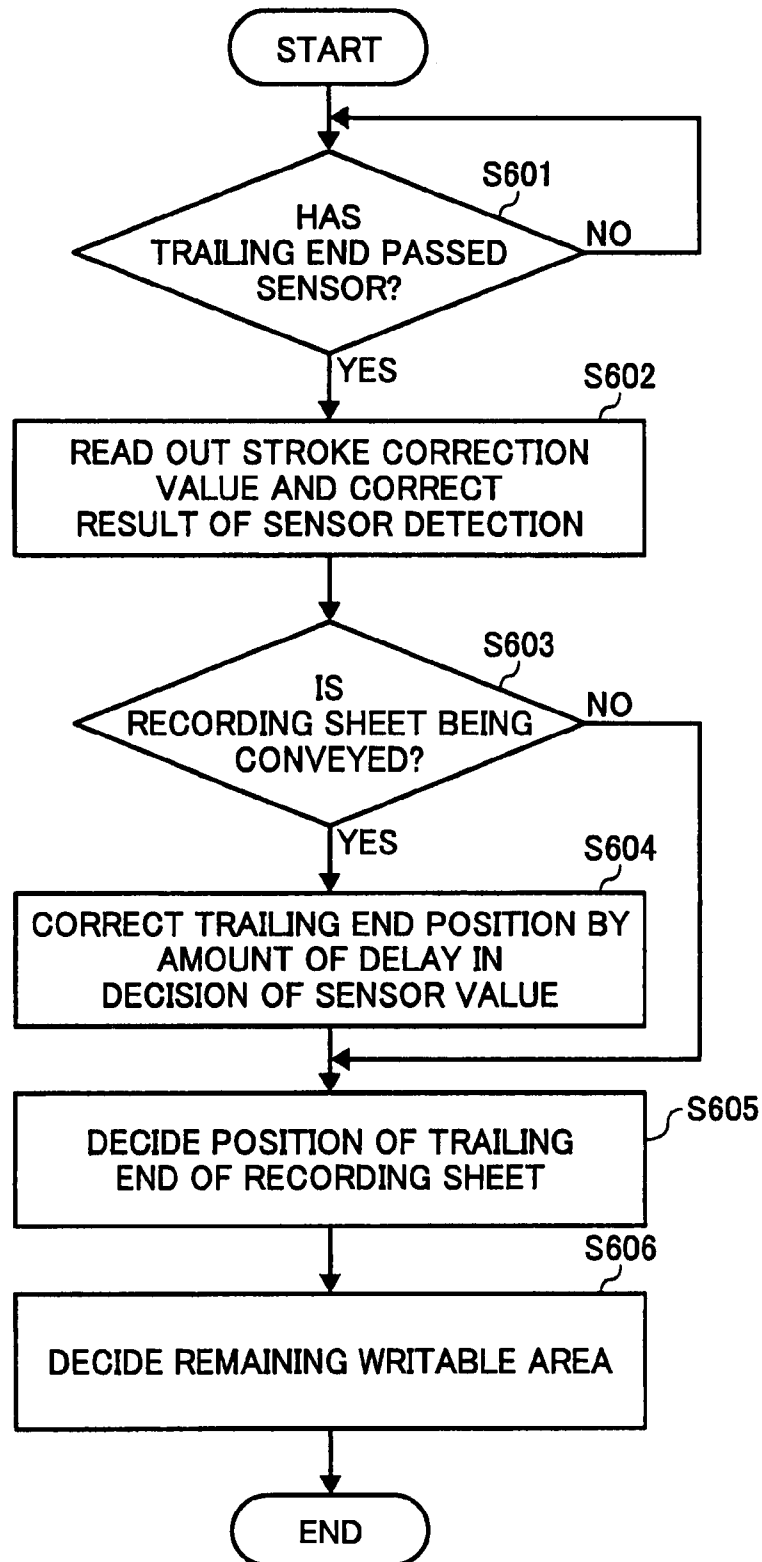 START
S601
HAS
TRAILING END PASSED
SENSOR?
NO
YES
S602
READ OUT STROKE CORRECTION
VALUE AND CORRECT
RESULT OF SENSOR DETECTION
S603
IS
RECORDING SHEET BEING
CONVEYED?
NO
YES
S604
CORRECT TRAILING END POSITION BY
AMOUNT OF DELAY IN
DECISION OF SENSOR VALUE
S605
DECIDE POSITION OF TRAILING
END OF RECORDING SHEET
S606
DECIDE REMAINING WRITABLE AREA
END